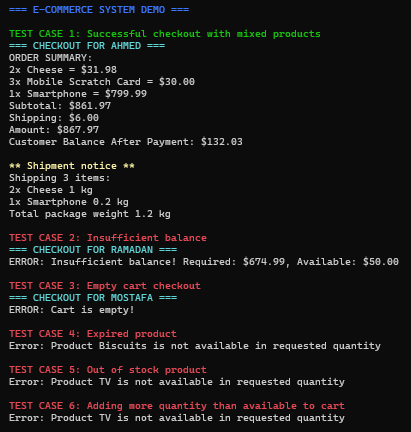 === E-COMMERCE SYSTEM DEMO ===
TEST CASE 1: Successful checkout with mixed products
=== CHECKOUT FOR AHMED ===
ORDER SUMMARY:
2x Cheese = $31.98
3x Mobile Scratch Card = $30.00
1x Smartphone = $799.99
Subtotal: $861.97
Shipping: $6.00
Amount: $867.97
Customer Balance After Payment: $132.03
** Shipment notice **
Shipping 3 items:
2x Cheese 1 kg
1x Smartphone 0.2 kg
Total package weight 1.2 kg
TEST CASE 2: Insufficient balance
=== CHECKOUT FOR RAMADAN ===
ERROR: Insufficient balance! Required: $674.99, Available: $50.00
TEST CASE 3: Empty cart checkout
=== CHECKOUT FOR MOSTAFA ===
ERROR: Cart is empty!
TEST CASE 4: Expired product
Error: Product Biscuits is not available in requested quantity
TEST CASE 5: Out of stock product
Error: Product TV is not available in requested quantity
TEST CASE 6: Adding more quantity than available to cart
Error: Product TV is not available in requested quantity